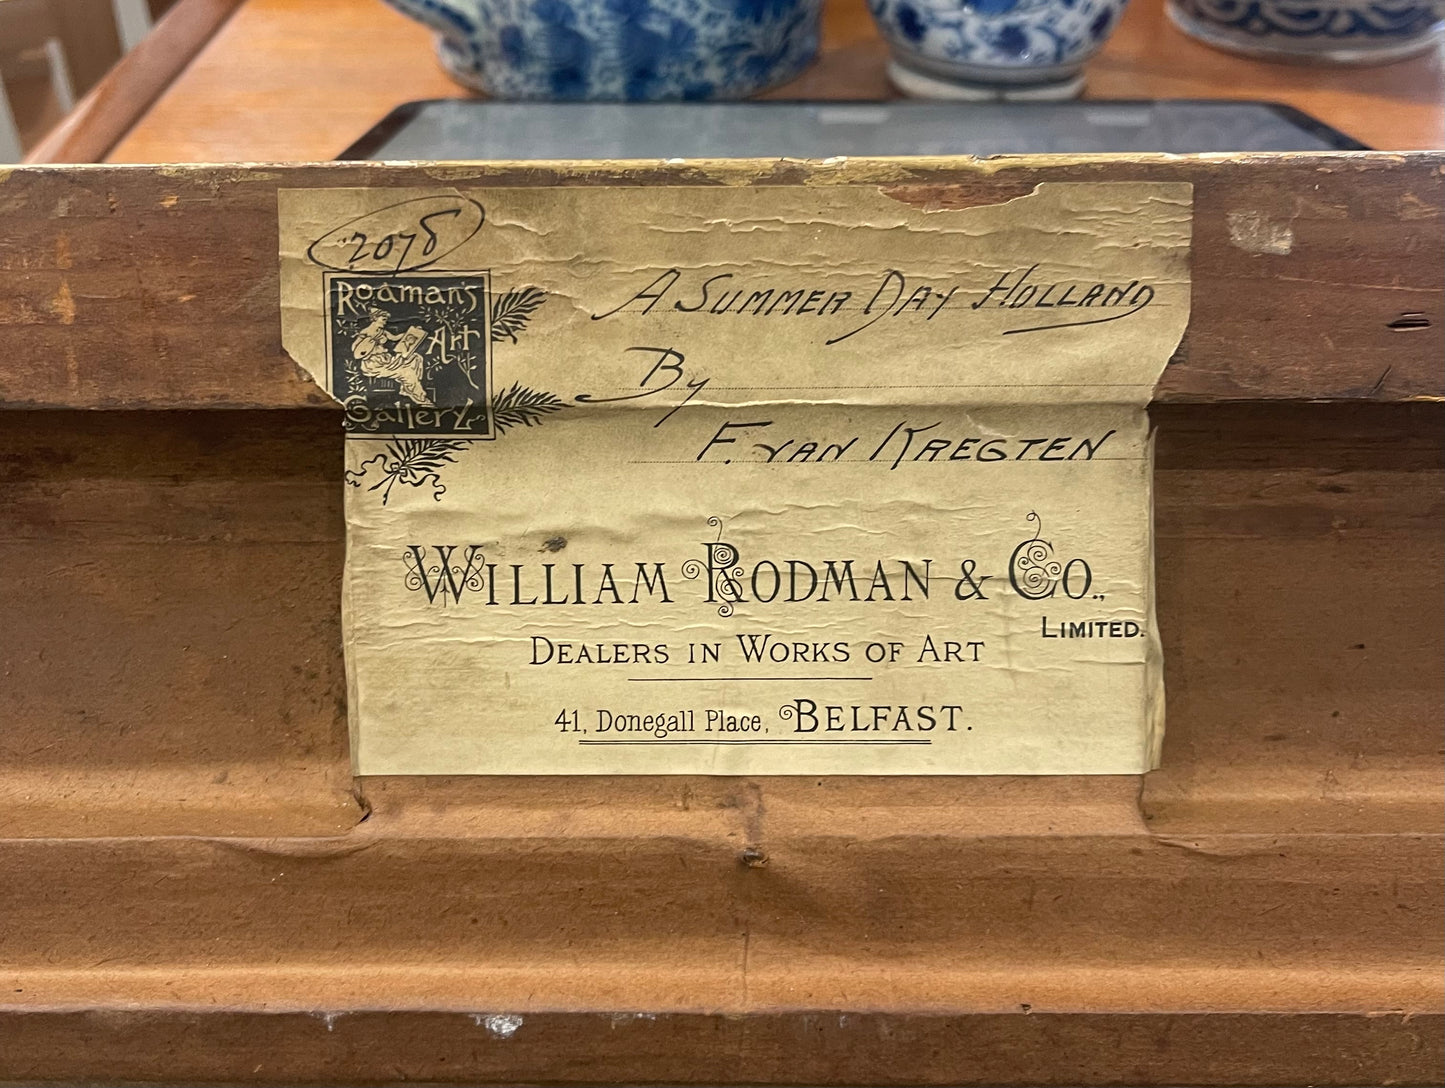 2078
Rodman's
Art
Gallery
A SUMMER DAY HOLLAND
By
F. VAN KREGTEN
WILLIAM RODMAN & CO.,
LIMITED.
DEALERS IN WORKS OF ART
41, Donegall Place, BELFAST.